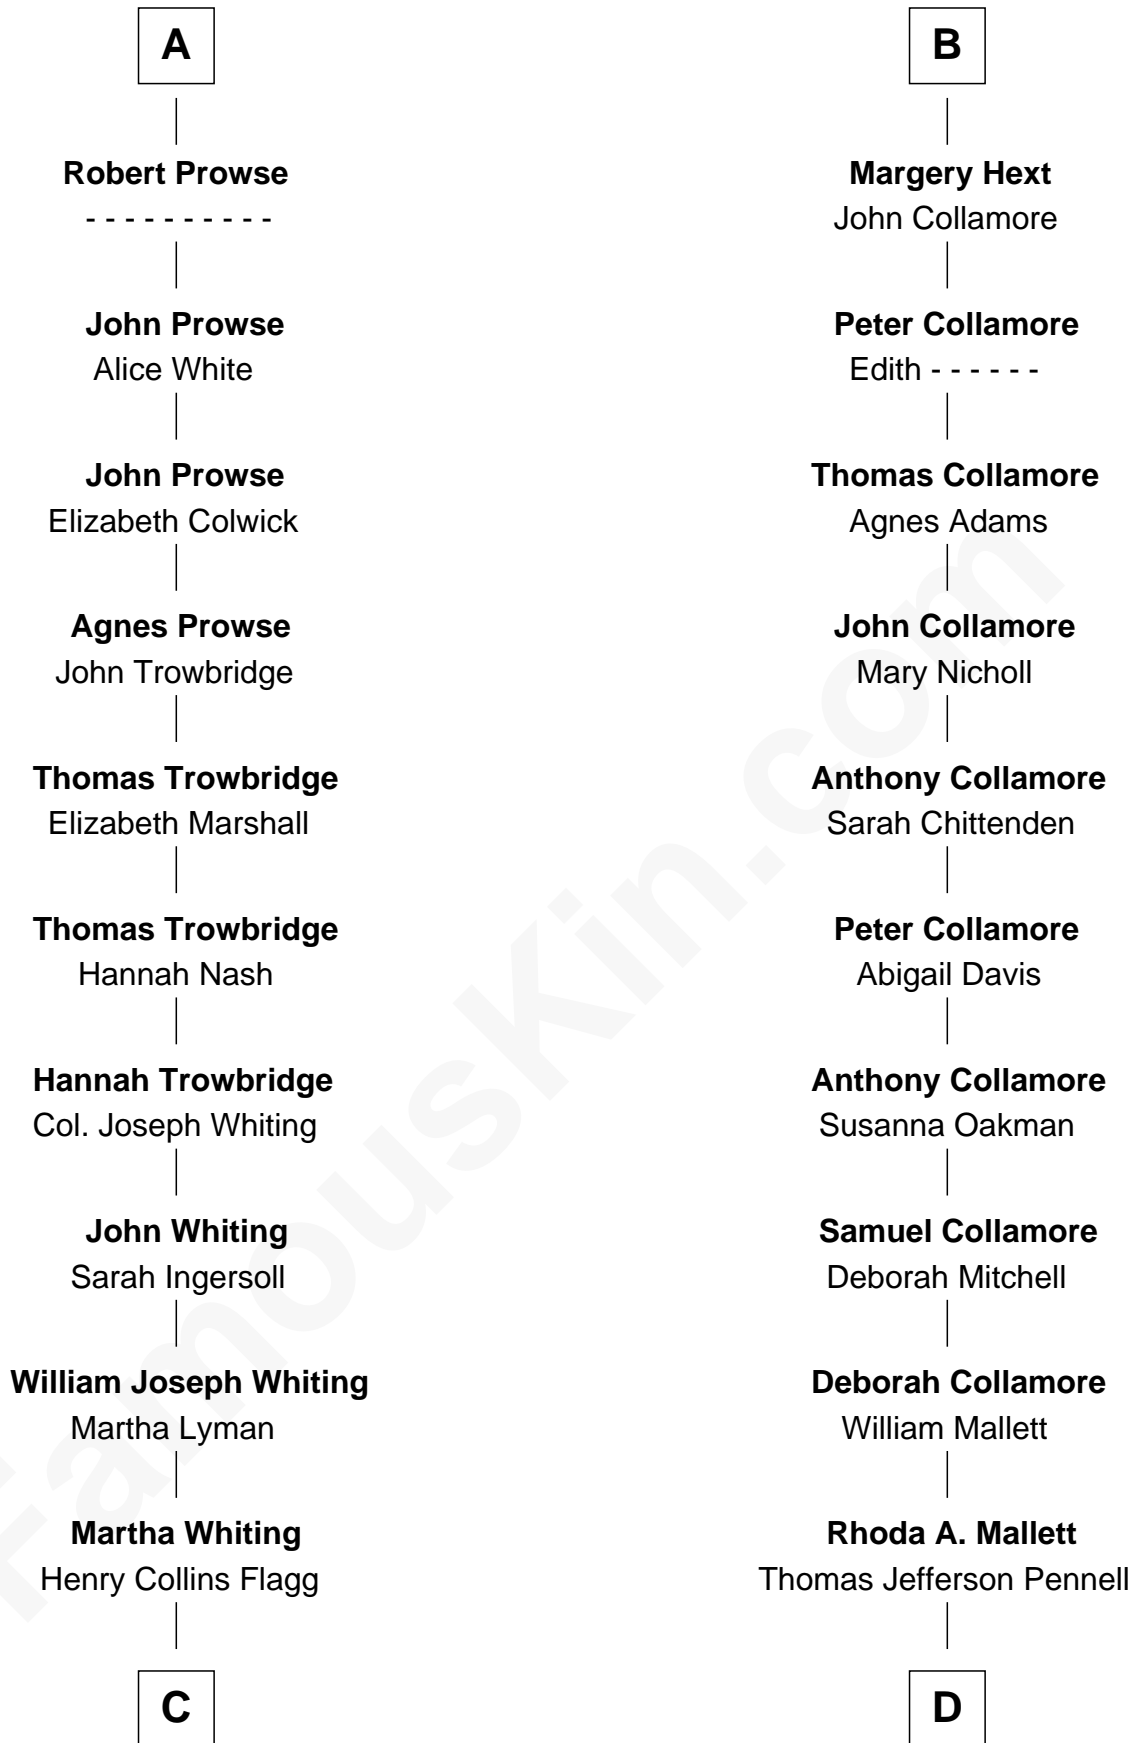 A
Robert Prowse
- - - - - - - - - -
John Prowse
Alice White
John Prowse
Elizabeth Colwick
Agnes Prowse
John Trowbridge
Thomas Trowbridge
Elizabeth Marshall
Thomas Trowbridge
Hannah Nash
Hannah Trowbridge
Col. Joseph Whiting
John Whiting
Sarah Ingersoll
William Joseph Whiting
Martha Lyman
Martha Whiting
Henry Collins Flagg
C
B
Margery Hext
John Collamore
Peter Collamore
Edith - - - - - -
Thomas Collamore
Agnes Adams
John Collamore
Mary Nicholl
Anthony Collamore
Sarah Chittenden
Peter Collamore
Abigail Davis
Anthony Collamore
Susanna Oakman
Samuel Collamore
Deborah Mitchell
Deborah Collamore
William Mallett
Rhoda A. Mallett
Thomas Jefferson Pennell
D
FamousKin.com